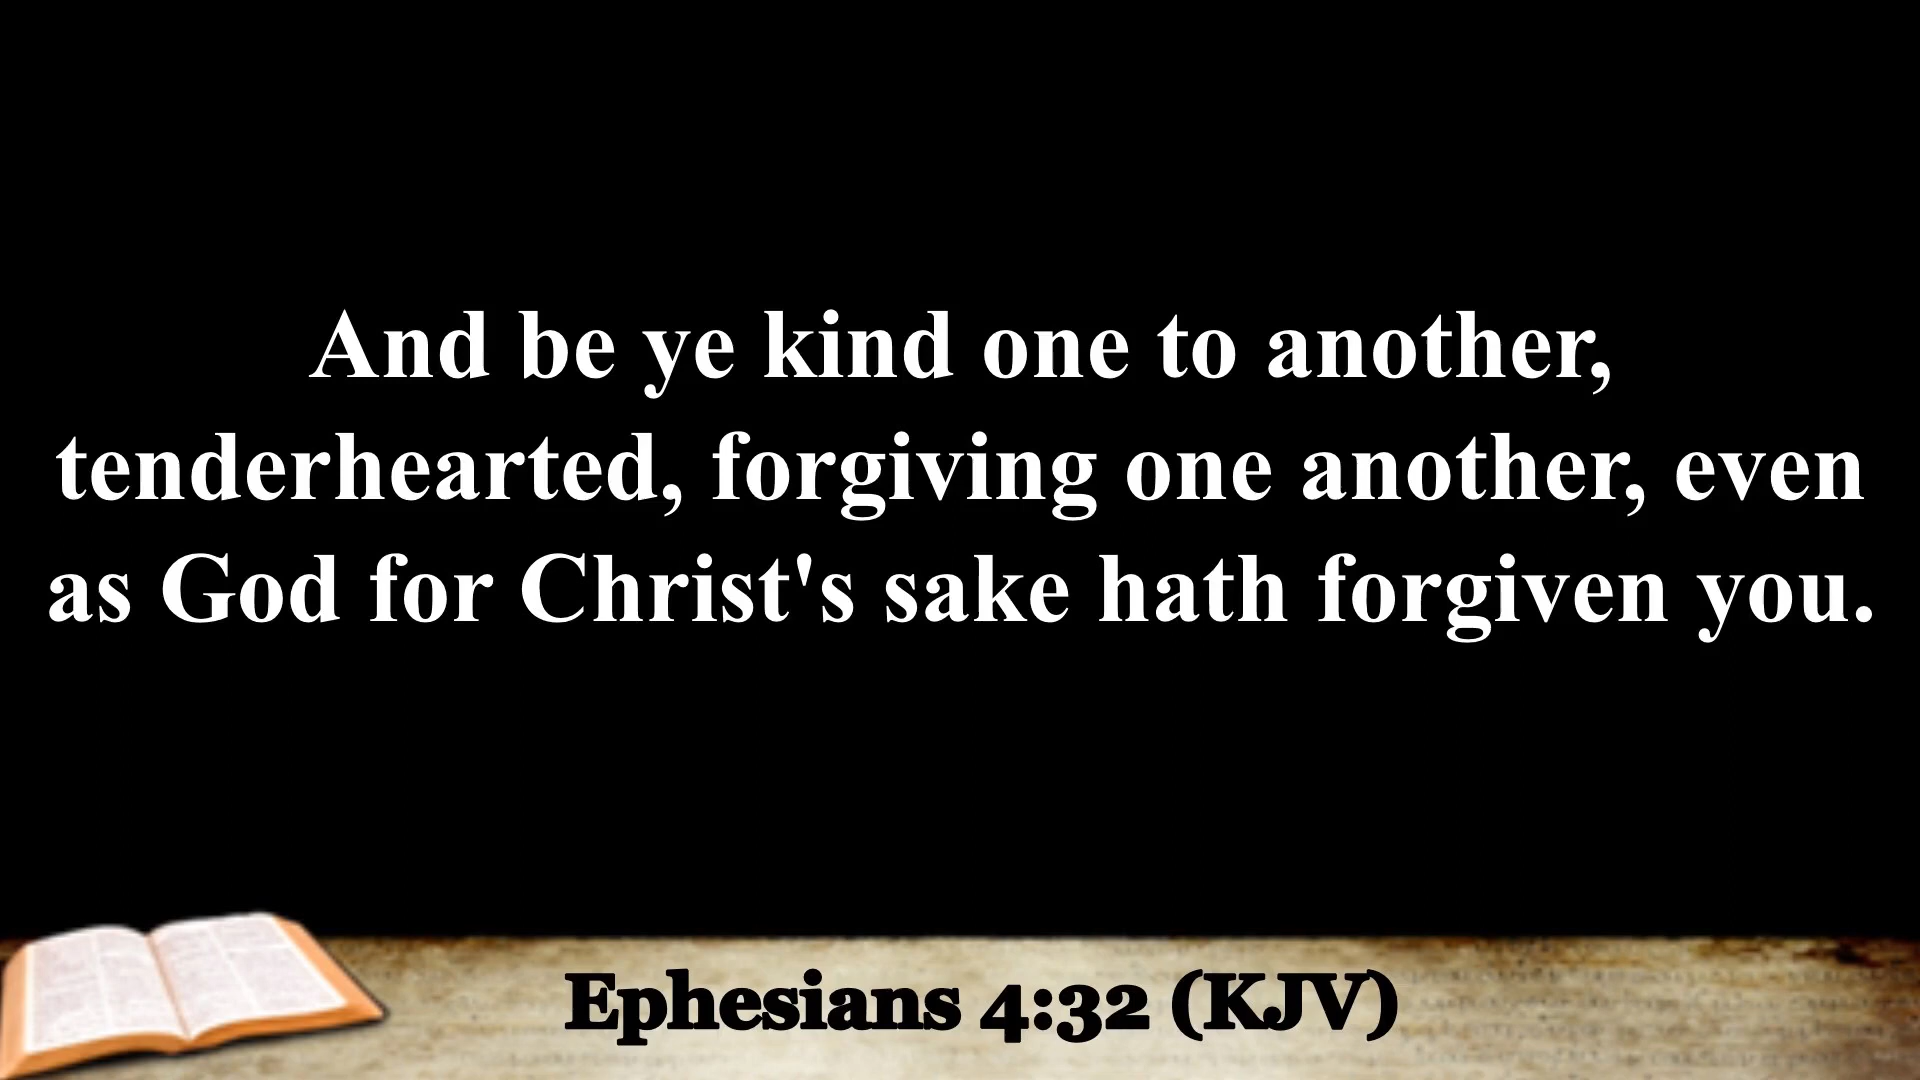 And be ye kind one to another,
tenderhearted, forgiving one another, even
as God for Christ's sake hath forgiven you.
Ephesians 4:32 (KJV)